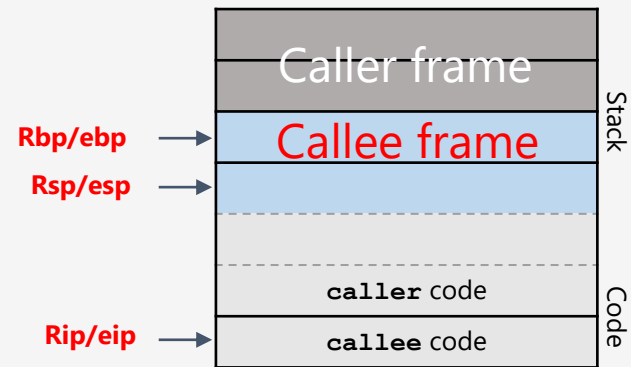 Caller frame
Stack
Rbp/ebp
Callee frame
Rsp/esp
caller code
Code
Rip/eip
callee code